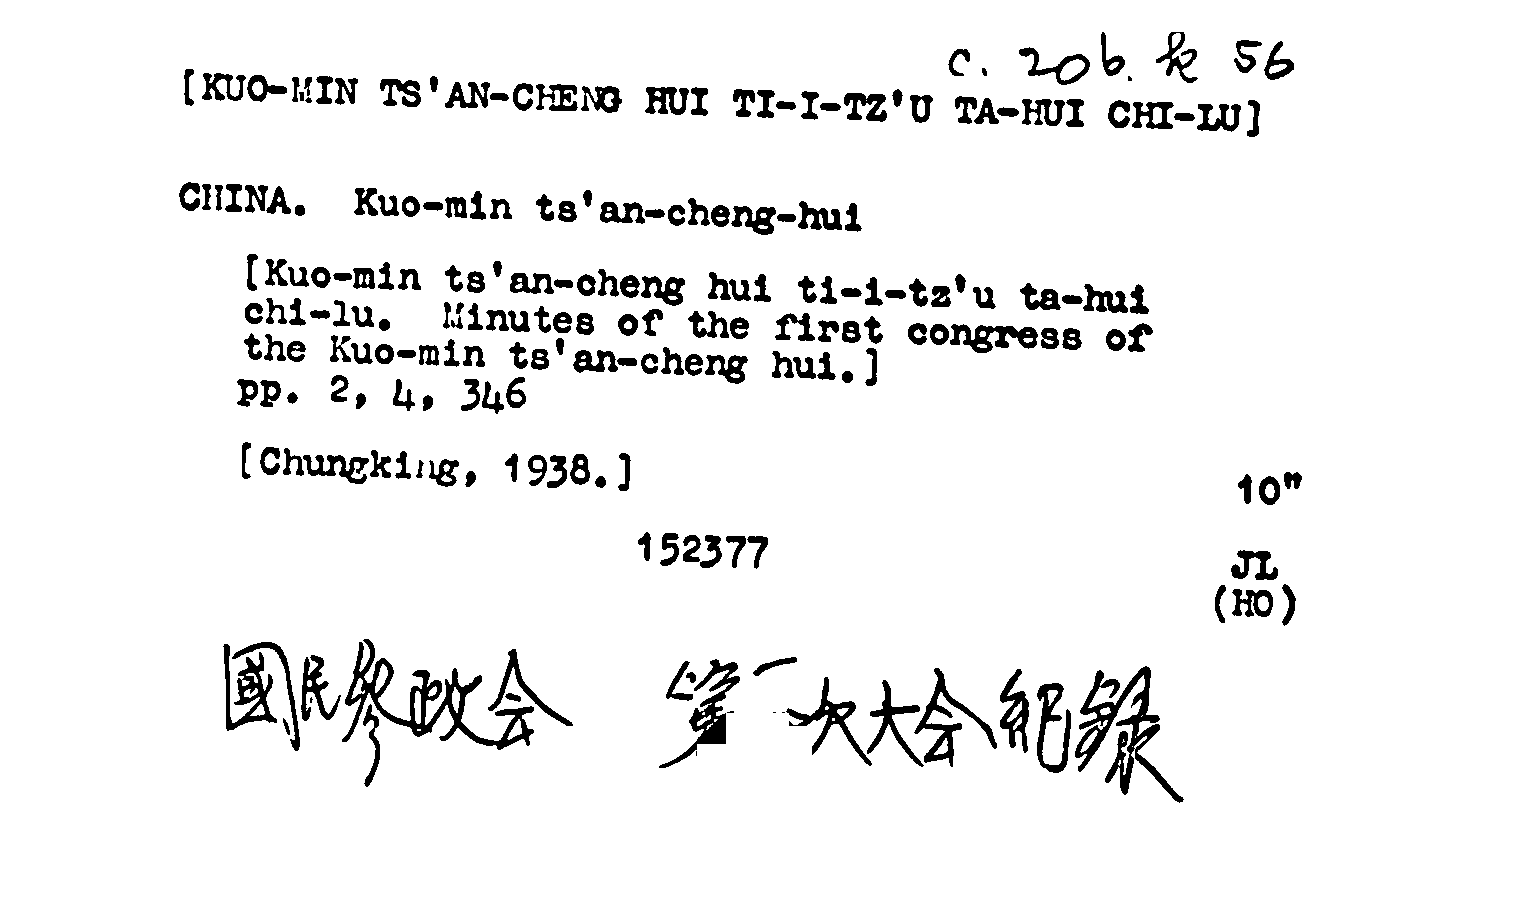 c. 20 b. k 56
[KUO-MIN TS'AN-CHENG HUI TI-I-TZ'U TA-HUI CHI-LU]
CHINA. Kuo-min ts'an-cheng-hui
[Kuo-min ts'an-cheng hui ti-i-tz'u ta-hui
chi-lu. Minutes of the first congress of
the Kuo-min ts'an-cheng hui.]
pp. 2, 4, 346
[Chungking, 1938.]
10"
152377
JL
(HO)
國民參政会 第一次大会紀錄